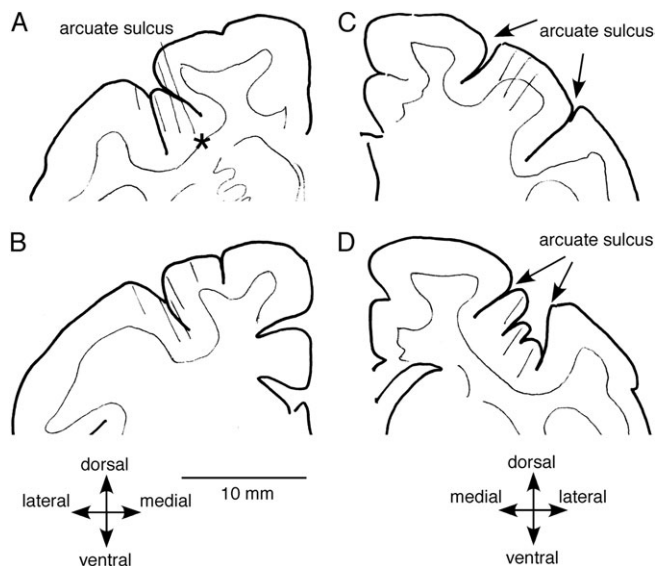 A
arcuate sulcus
*
C
arcuate sulcus
B
D
arcuate sulcus
dorsal
lateral
medial
ventral
10 mm
dorsal
medial
lateral
ventral